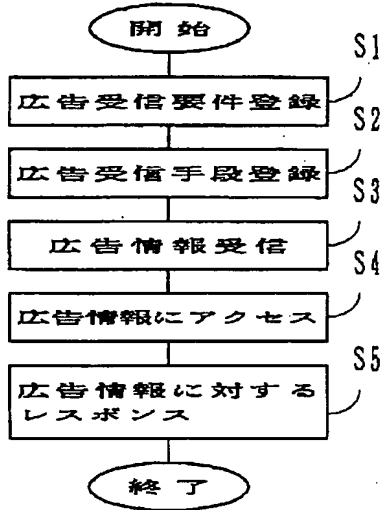 開始
S1
広告受信要件登録
S2
広告受信手段登録
S3
広告情報受信
S4
広告情報にアクセス
S5
広告情報に対する
レスポンス
終了